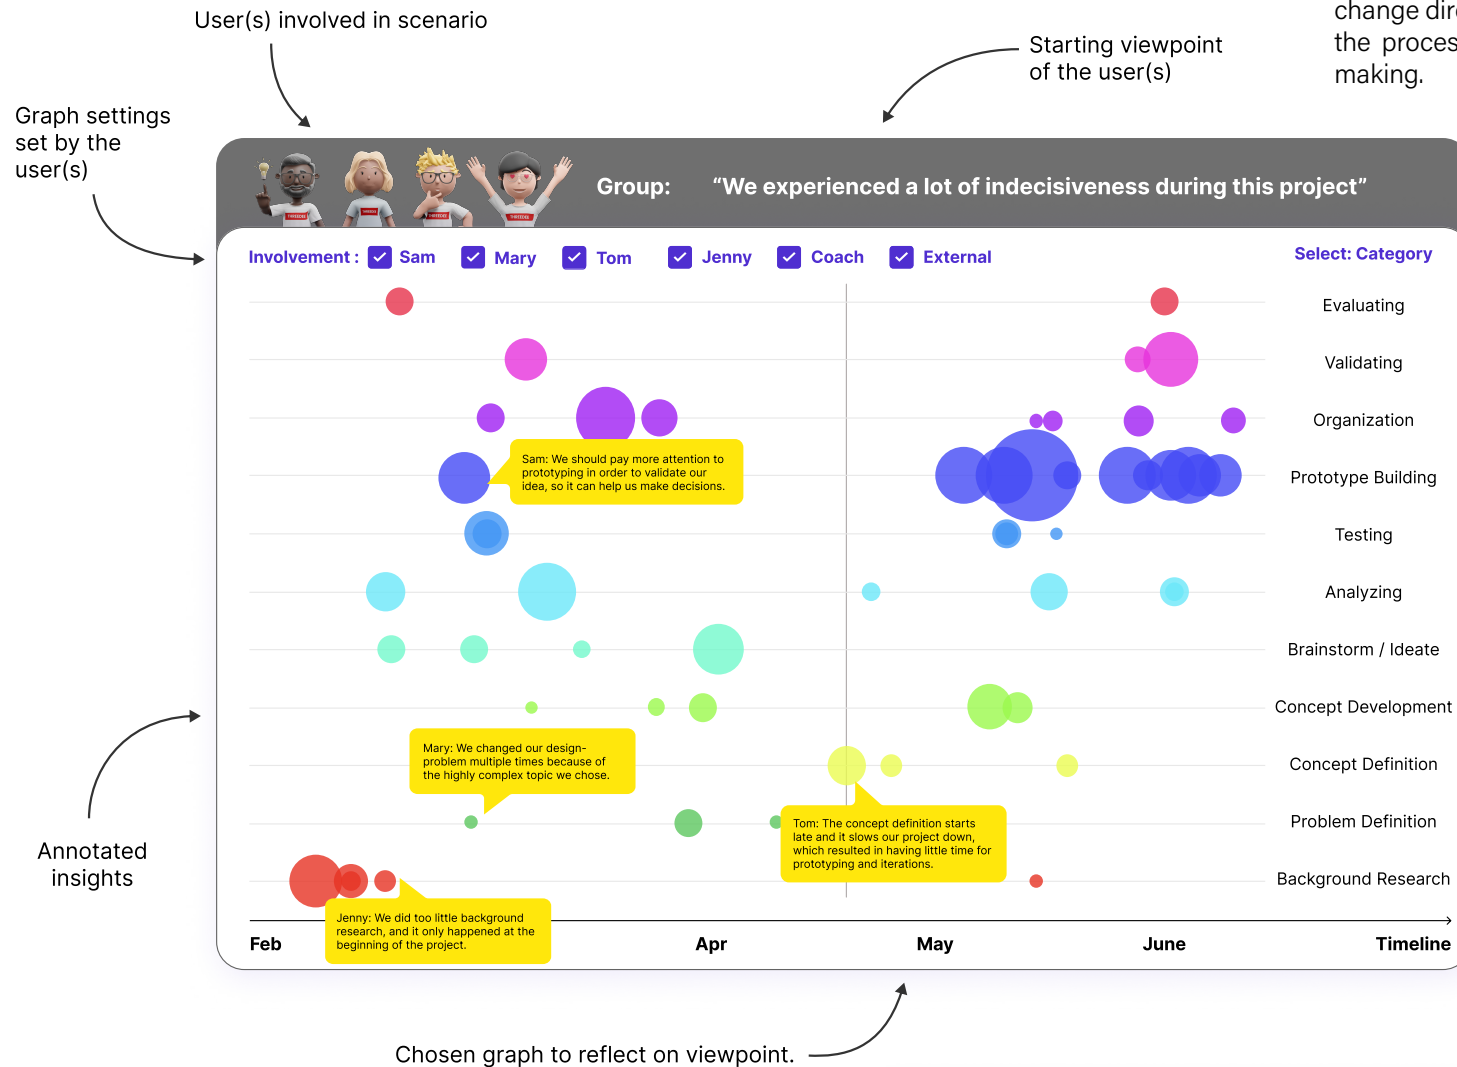 User(s) involved in scenario
change
the
making.
Starting viewpoint
of the user(s)
Graph settings
set by the
user(s)
THREEDEE
THREEDEE
THREEDEE
THREEDEE
Group: “We experienced a lot of indecisiveness during this project”
Involvement : Sam Mary Tom Jenny Coach External
Select: Category
Evaluating
Validating
Organization
Sam: We should pay more attention to
prototyping in order to validate our
idea, so it can help us make decisions.
Prototype Building
Testing
Analyzing
Brainstorm / Ideate
Concept Development
Mary: We changed our design-
problem multiple times because of
the highly complex topic we chose.
Concept Definition
Problem Definition
Tom: The concept definition starts
late and it slows our project down,
which resulted in having little time for
prototyping and iterations.
Annotated
insights
Background Research
Jenny: We did too little background
research, and it only happened at the
beginning of the project.
Feb Apr May June Timeline
Chosen graph to reflect on viewpoint.